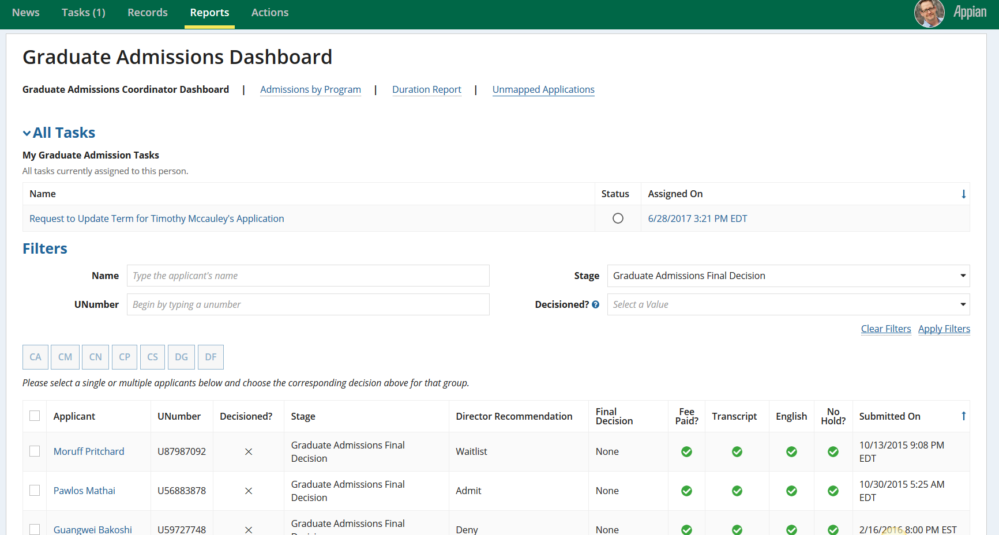 News Tasks (1) Records Reports Actions Appian
Graduate Admissions Dashboard
Graduate Admissions Coordinator Dashboard | Admissions by Program | Duration Report | Unmapped Applications
All Tasks
My Graduate Admission Tasks
All tasks currently assigned to this person.
Name Status Assigned On
Request to Update Term for Timothy Mccauley's Application 6/28/2017 3:21 PM EDT
Filters
Name Type the applicant's name Stage Graduate Admissions Final Decision
UNumber Begin by typing a unumber Decisioned? Select a Value
Clear Filters Apply Filters
CA CM CN CP CS DG DF
Please select a single or multiple applicants below and choose the corresponding decision above for that group.
Applicant UNumber Decisioned? Stage Director Recommendation Final Decision Fee Paid? Transcript English No Hold? Submitted On
Moruff Pritchard U87987092 Graduate Admissions Final Decision Waitlist None 10/13/2015 9:08 PM EDT
Pawlos Mathai U56883878 Graduate Admissions Final Decision Admit None 10/30/2015 5:25 AM EDT
Guangwei Bakoshi U59727748 Graduate Admissions Final Deny None 2/16/2016 8:00 PM EST